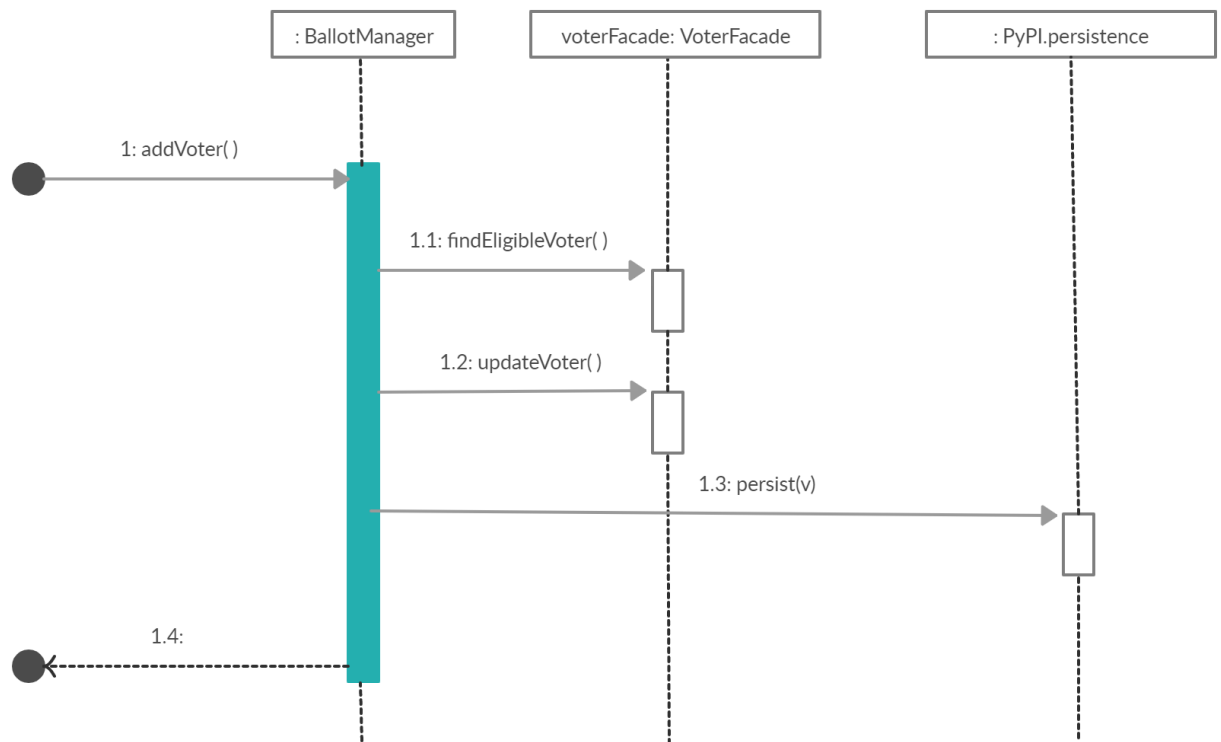 : BallotManager
voterFacade: VoterFacade
: PyPI.persistence
1: addVoter( )
1.1: findEligibleVoter( )
1.2: updateVoter( )
1.3: persist(v)
1.4: